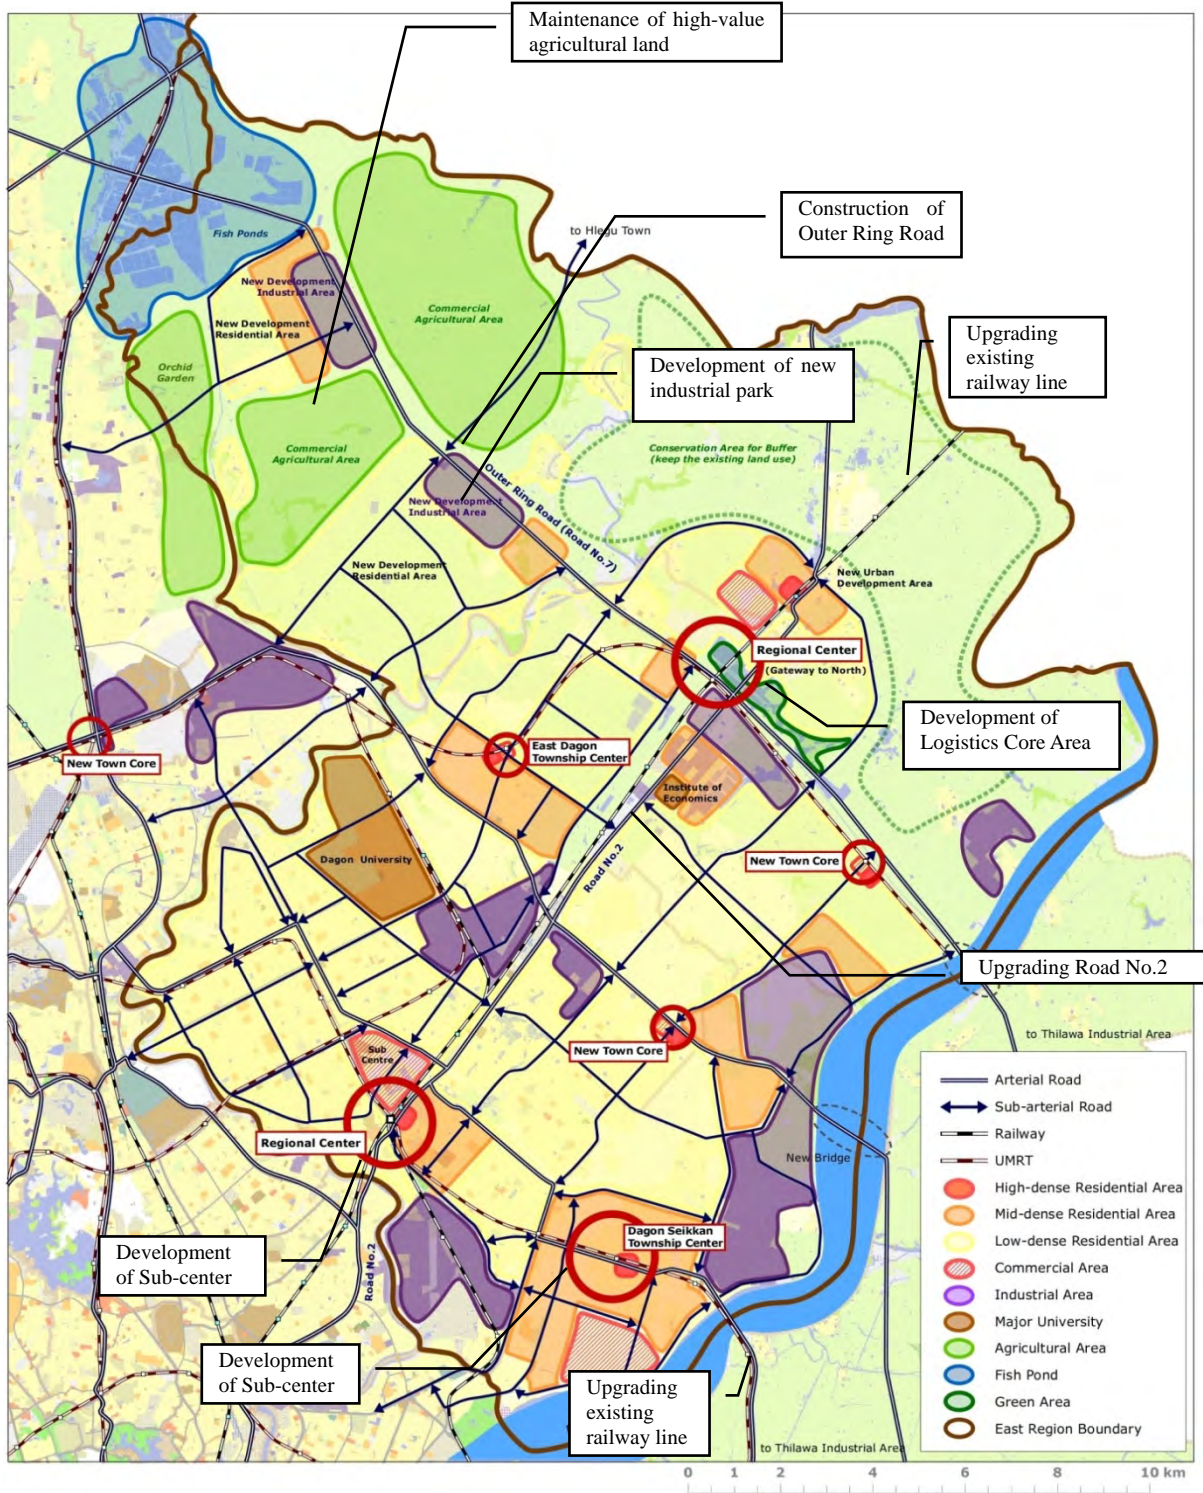 Maintenance of high-value
agricultural land
Construction of
Outer Ring Road
to Hlegu Town
Fish Ponds
New Development
Industrial Area
New Development
Residential Area
Commercial
Agricultural Area
Orchid
Garden
Upgrading
existing
railway line
Development of new
industrial park
Commercial
Agricultural Area
Conservation Area for Buffer
(keep the existing land use)
Outer Ring Road (Road No.7)
New Development
Industrial Area
New Development
Residential Area
New Urban
Development Area
Regional Center
(Gateway to North)
Development of
Logistics Core Area
New Town Core
East Dagon
Township Center
Institute of
Economics
Dagon University
Road No.2
New Town Core
Upgrading Road No.2
to Thilawa Industrial Area
New Town Core
Sub
Centre
Regional Center
New Bridge
Dagon Seikkan
Township Center
Development
of Sub-center
Road No.2
Development
of Sub-center
Upgrading
existing
railway line
to Thilawa Industrial Area
Arterial Road
Sub-arterial Road
Railway
UMRT
High-dense Residential Area
Mid-dense Residential Area
Low-dense Residential Area
Commercial Area
Industrial Area
Major University
Agricultural Area
Fish Pond
Green Area
East Region Boundary
0 1 2 4 6 8 10 km